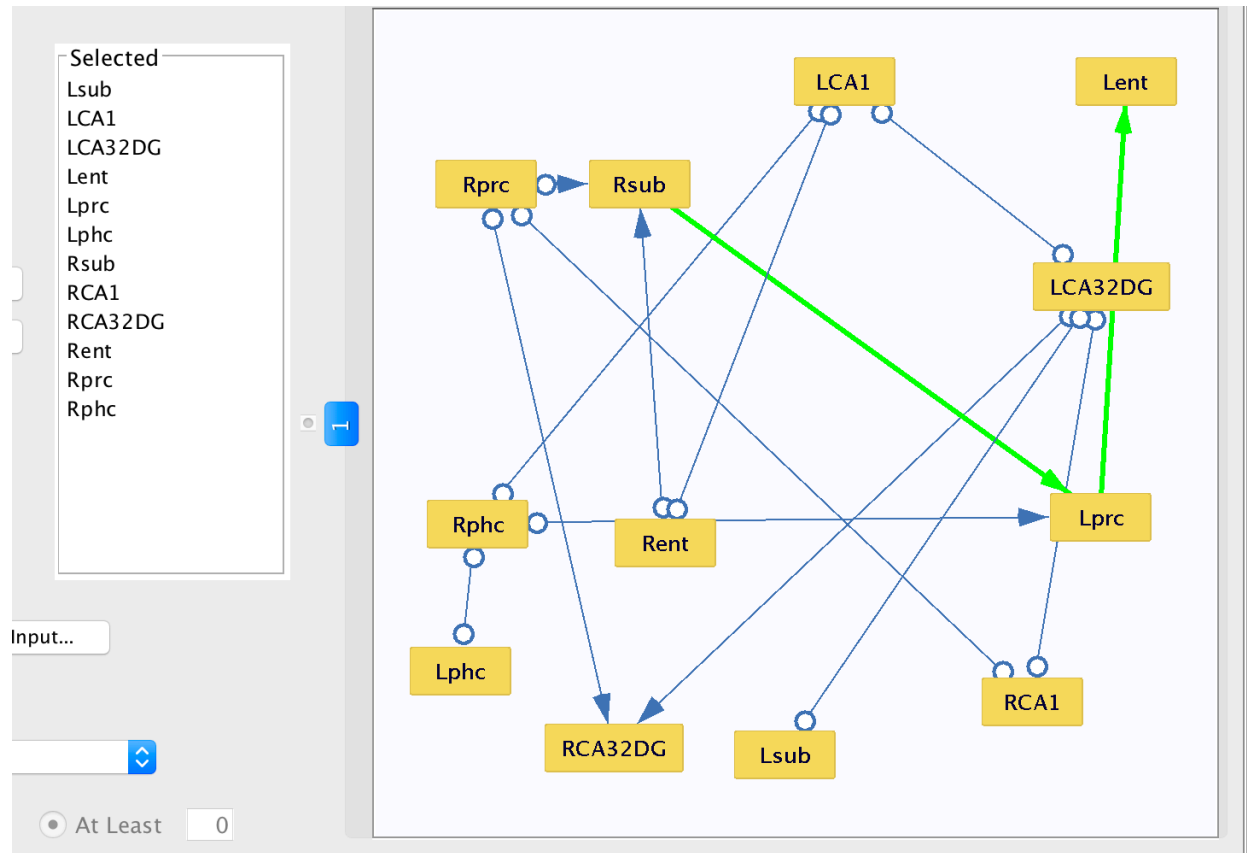 Selected
Lsub
LCA1
LCA32DG
Lent
Lprc
Lphc
Rsub
RCA1
RCA32DG
Rent
Rprc
Rphc
1
Input...
At Least 0
LCA1
Lent
Rprc
Rsub
LCA32DG
Rphc
Rent
Lprc
Lphc
RCA1
RCA32DG
Lsub